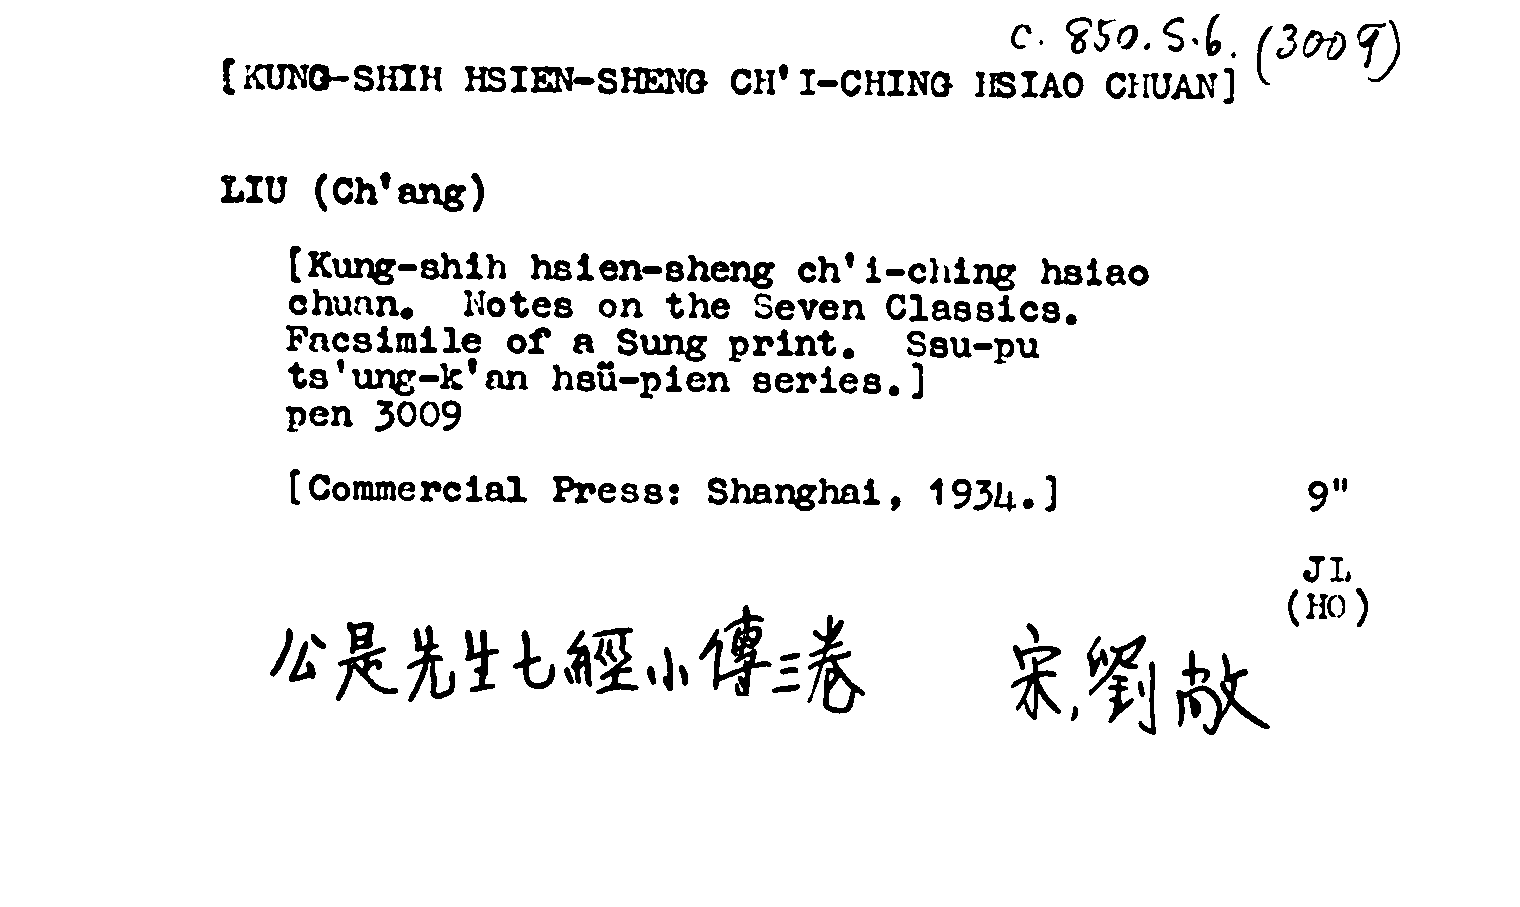 c. 850.S.6. (3009)
[KUNG-SHIH HSIEN-SHENG CH'I-CHING HSIAO CHUAN]
LIU (Ch'ang)
[Kung-shih hsien-sheng ch'i-ching hsiao
chuan. Notes on the Seven Classics.
Facsimile of a Sung print. Ssu-pu
ts'ung-k'an hsü-pien series.]
pen 3009
[Commercial Press: Shanghai, 1934.] 9"
JL
(HO)
公是先生七經小傳三卷 宋,劉敞